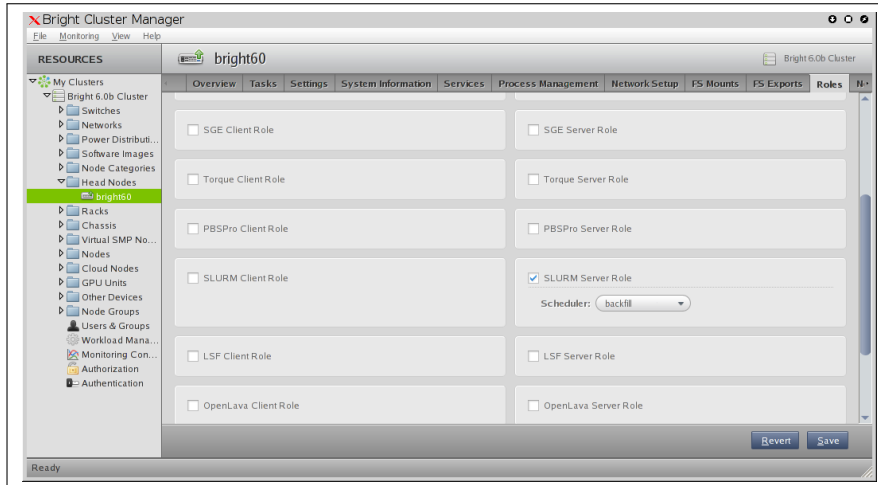 Bright Cluster Manager
File Monitoring View Help
RESOURCES
bright60
Bright 6.0b Cluster
My Clusters
Bright 6.0b Cluster
Switches
Networks
Power Distributi...
Software Images
Node Categories
Head Nodes
bright60
Racks
Chassis
Virtual SMP No...
Nodes
Cloud Nodes
GPU Units
Other Devices
Node Groups
Users & Groups
Workload Mana...
Monitoring Con...
Authorization
Authentication
Overview Tasks Settings System Information Services Process Management Network Setup FS Mounts FS Exports Roles N
SGE Client Role
SGE Server Role
Torque Client Role
Torque Server Role
PBSPro Client Role
PBSPro Server Role
SLURM Client Role
SLURM Server Role
Scheduler: backfill
LSF Client Role
LSF Server Role
OpenLava Client Role
OpenLava Server Role
Revert Save
Ready